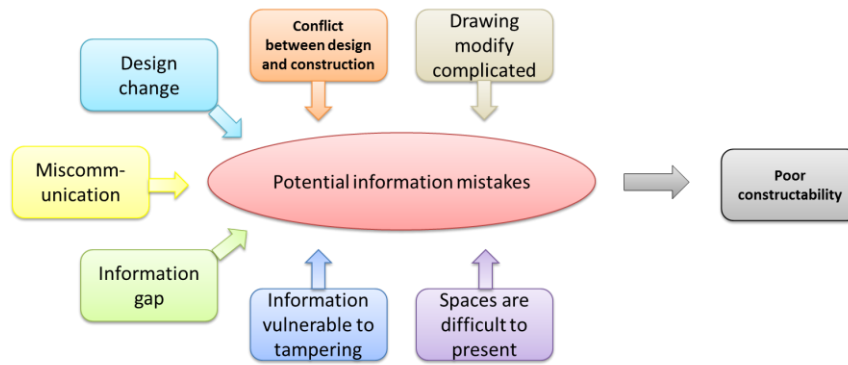 Design
change
Conflict
between design
and construction
Drawing
modify
complicated
Miscomm-
unication
Potential information mistakes
Poor
constructability
Information
gap
Information
vulnerable to
tampering
Spaces are
difficult to
present